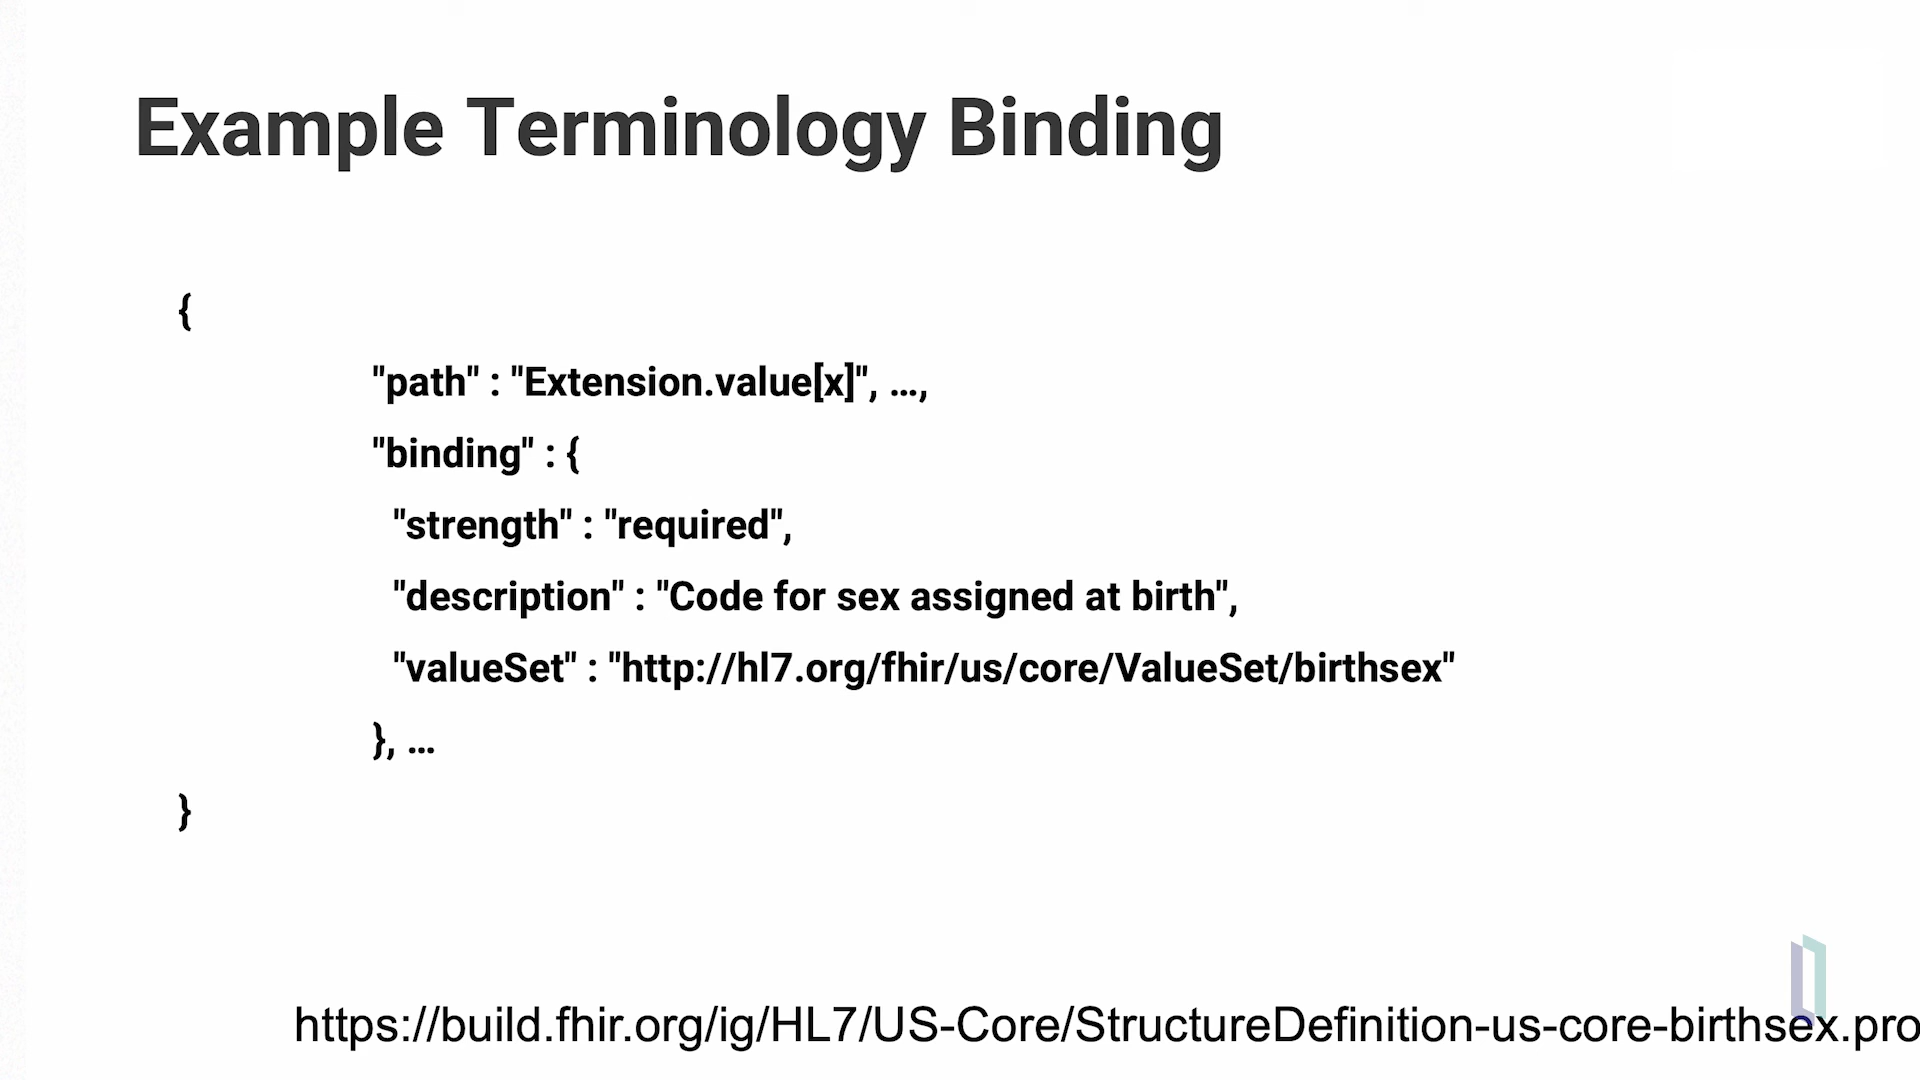 Example Terminology Binding
{
"path" : "Extension.value[x]", …,
"binding" : {
"strength" : "required",
"description" : "Code for sex assigned at birth",
"valueSet" : "http://hl7.org/fhir/us/core/ValueSet/birthsex"
}, …
}
https://build.fhir.org/ig/HL7/US-Core/StructureDefinition-us-core-birthsex.pro